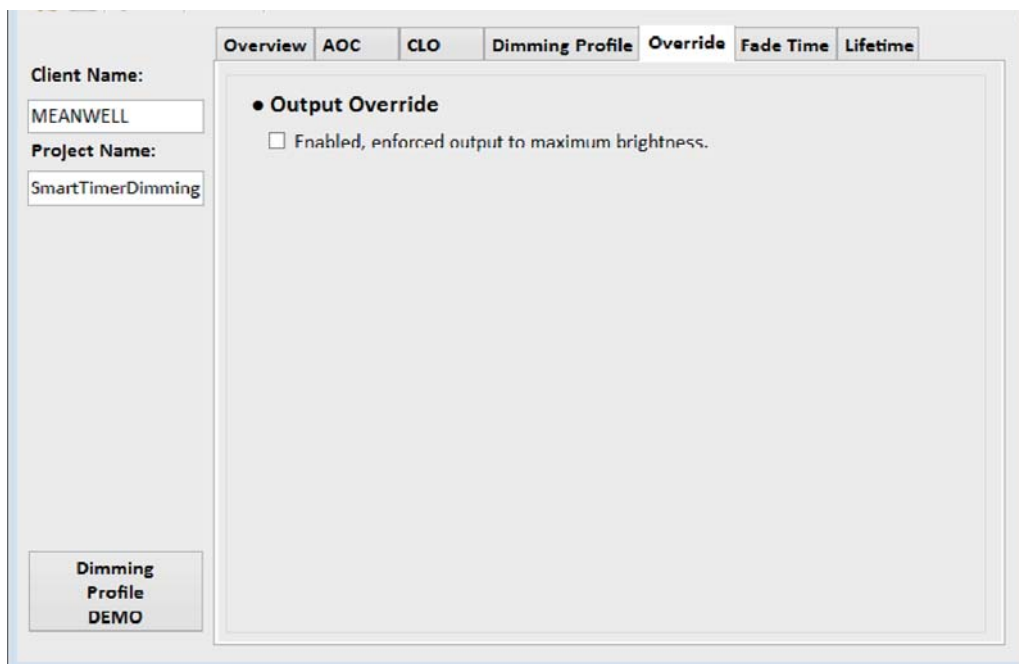 Overview AOC CLO Dimming Profile Override Fade Time Lifetime
Client Name:
MEANWELL
Project Name:
SmartTimerDimming
● Output Override
Enabled, enforced output to maximum brightness.
Dimming
Profile
DEMO